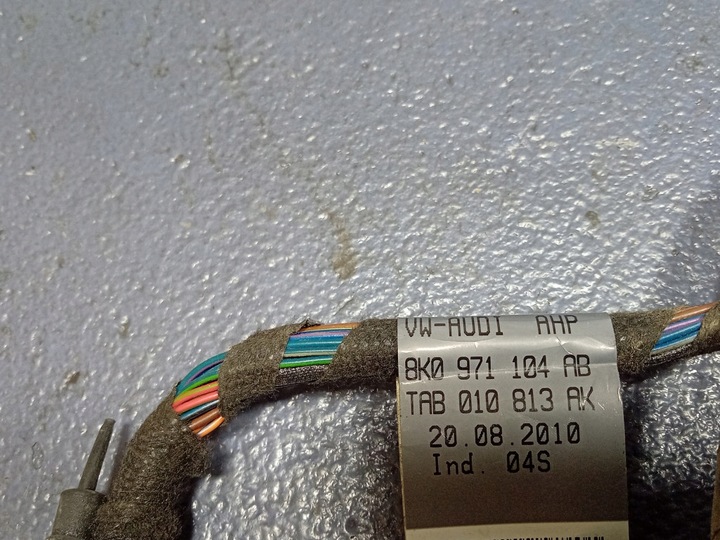 VW-AUDI AHP
8K0 971 104 AB
TAB 010 813 AK
20.08.2010
Ind. 04S